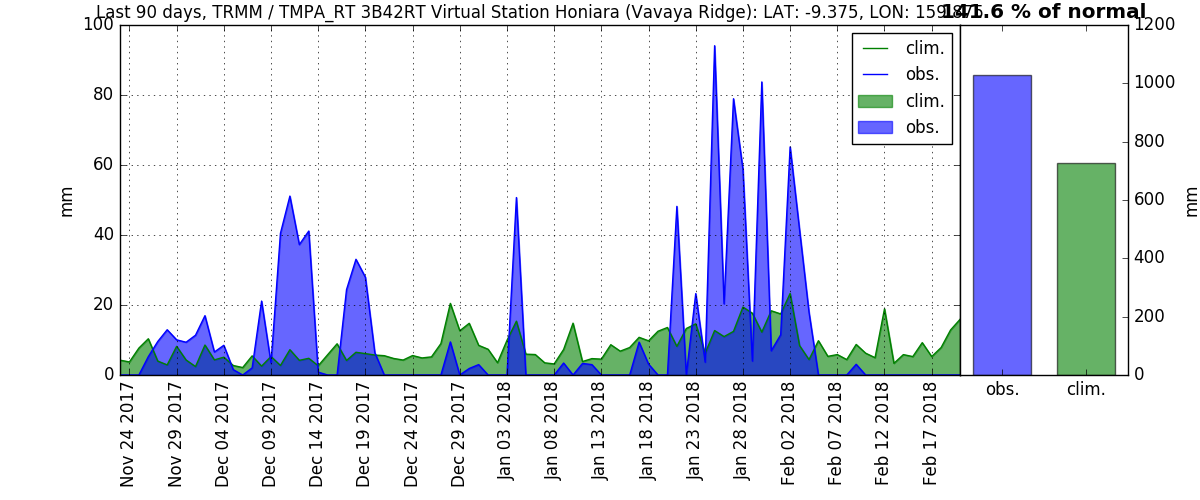 Last 90 days, TRMM / TMPA_RT 3B42RT Virtual Station Honiara (Vavaya Ridge): LAT: -9.375, LON:
141.6 % of normal
100
80
60
40
20
0
mm
clim.
obs.
clim.
obs.
1200
1000
800
600
400
200
0
mm
Nov 24 2017
Nov 29 2017
Dec 04 2017
Dec 09 2017
Dec 14 2017
Dec 19 2017
Dec 24 2017
Dec 29 2017
Jan 03 2018
Jan 08 2018
Jan 13 2018
Jan 18 2018
Jan 23 2018
Jan 28 2018
Feb 02 2018
Feb 07 2018
Feb 12 2018
Feb 17 2018
obs.
clim.